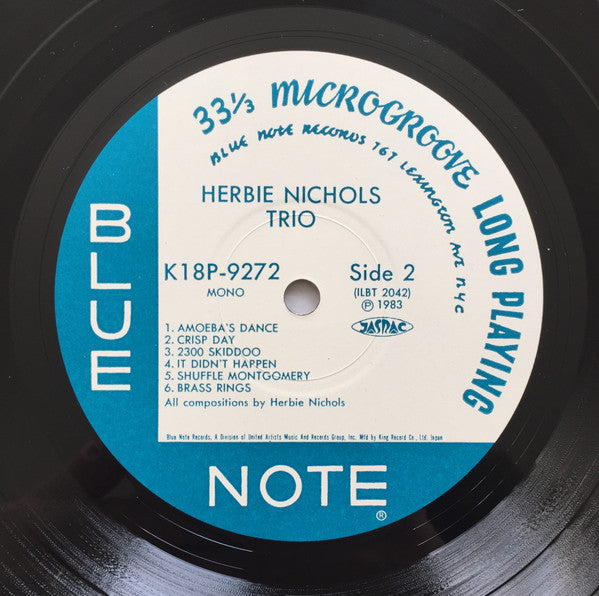 33 1/3 MICROGROOVE LONG PLAYING
BLUE NOTE RECORDS 767 LEXINGTON AVE NYC
HERBIE NICHOLS
TRIO
K18P-9272
MONO
Side 2
(ILBT 2042)
℗ 1983
JASRAC
1. AMOEBA'S DANCE
2. CRISP DAY
3. 2300 SKIDDOO
4. IT DIDN'T HAPPEN
5. SHUFFLE MONTGOMERY
6. BRASS RINGS
All compositions by Herbie Nichols
Blue Note Records, A Division of United Artists Music And Records Group, Inc. Mfd by King Record Co., Ltd. Japan
BLUE
NOTE®